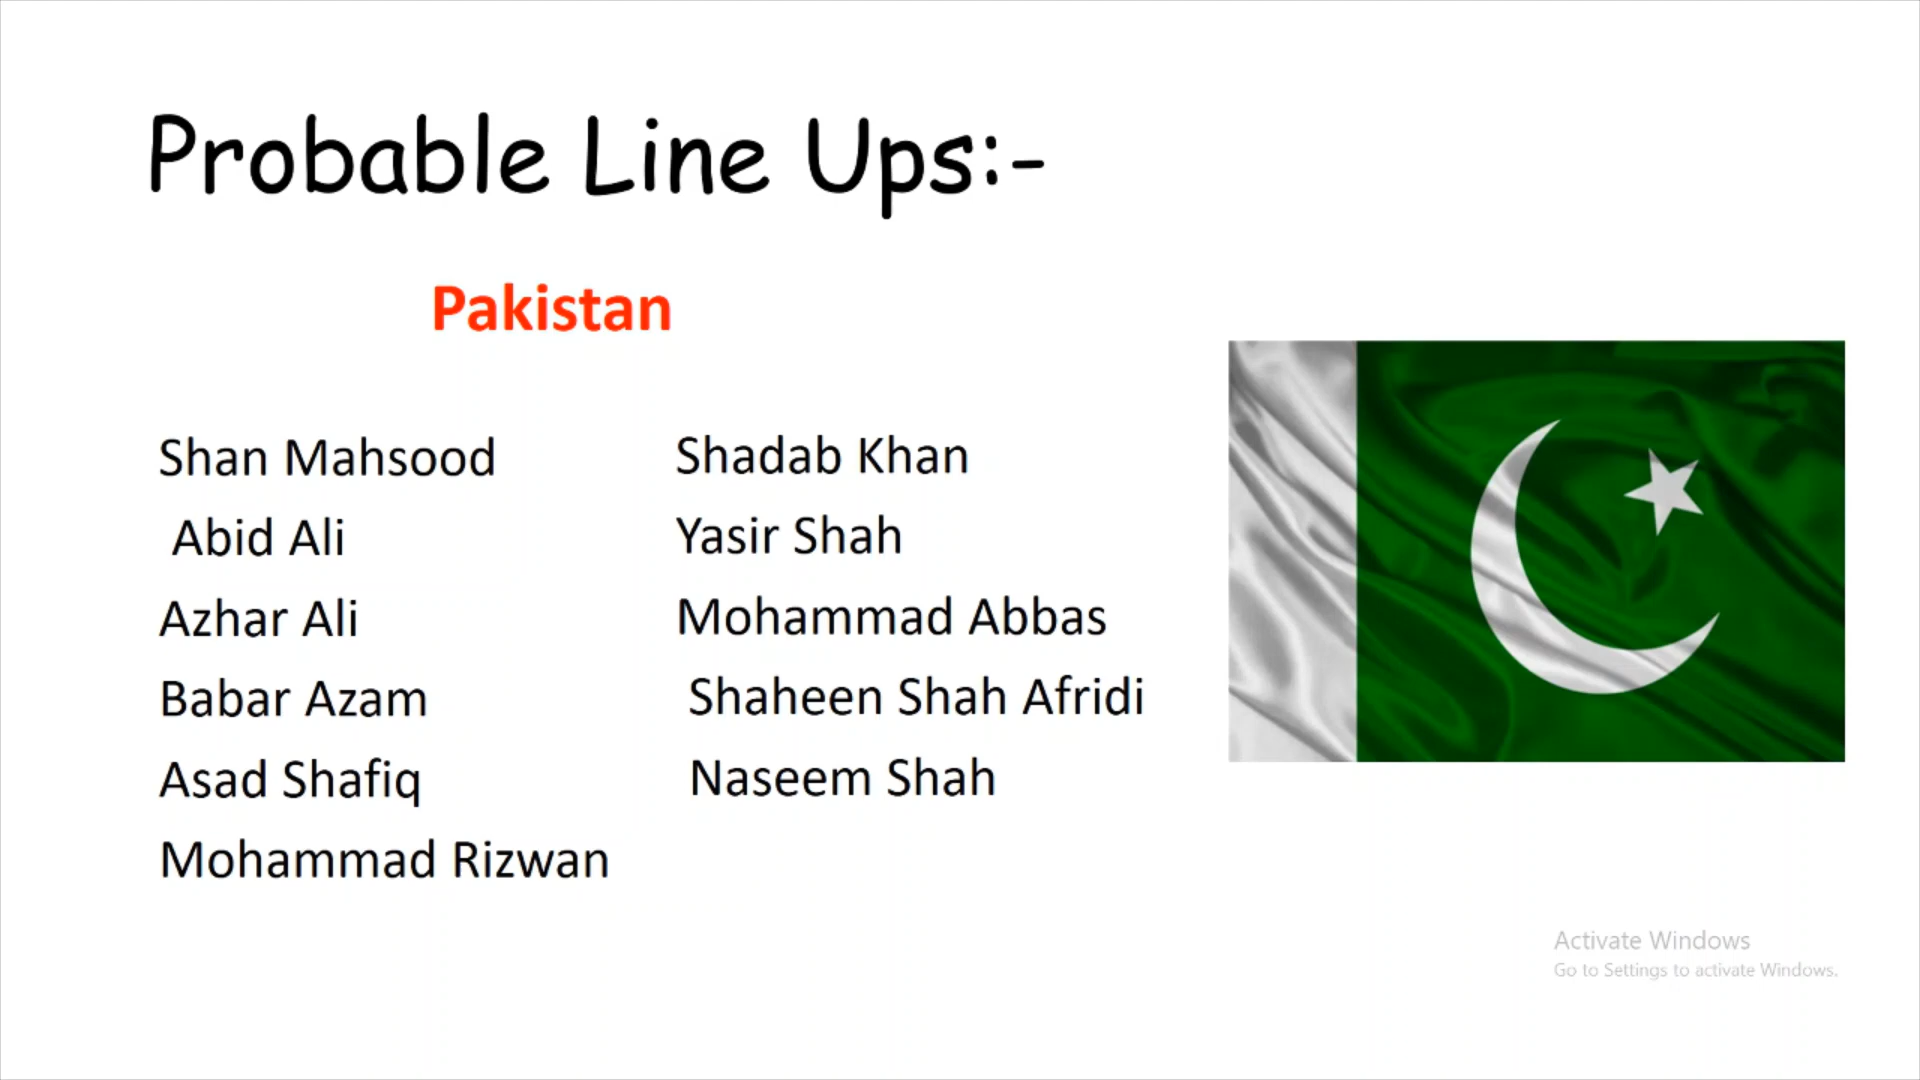 Probable Line Ups:-
Pakistan
Shan Mahsood
Abid Ali
Azhar Ali
Babar Azam
Asad Shafiq
Mohammad Rizwan
Shadab Khan
Yasir Shah
Mohammad Abbas
Shaheen Shah Afridi
Naseem Shah
Activate Windows
Go to Settings to activate Windows.